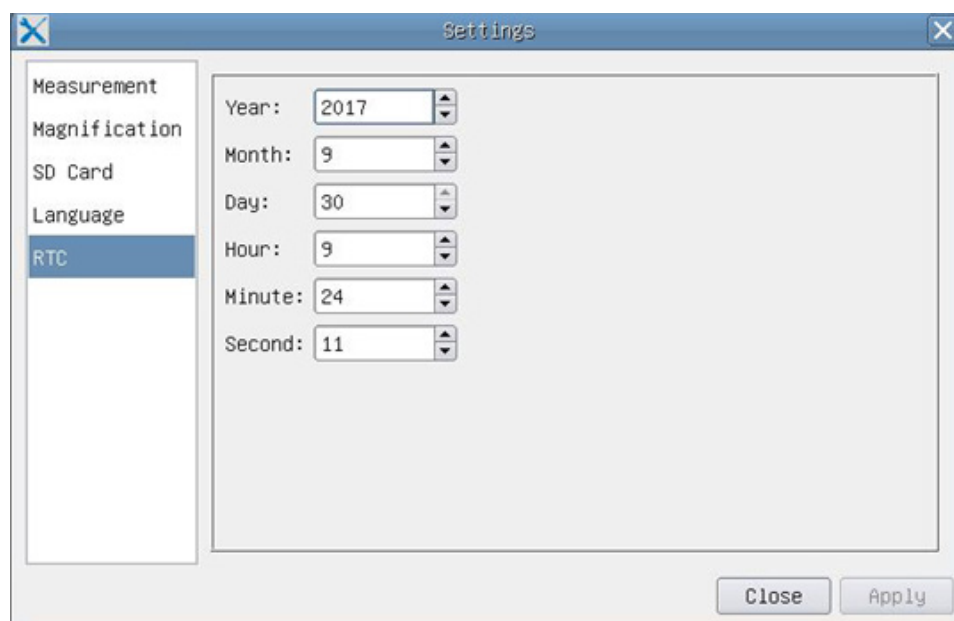 Settings
Measurement
Magnification
SD Card
Language
RTC
Year: 2017
Month: 9
Day: 30
Hour: 9
Minute: 24
Second: 11
Close Apply